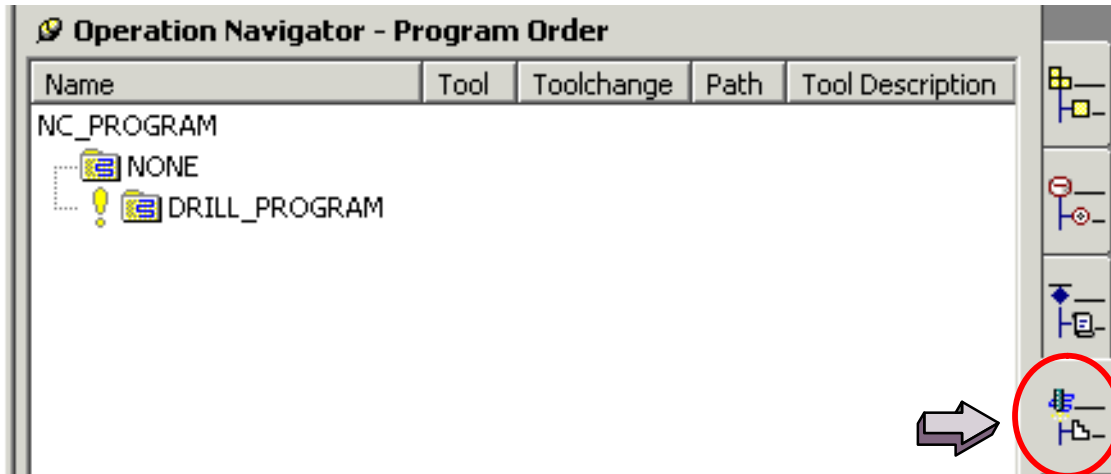 Operation Navigator - Program Order
Name Tool Toolchange Path Tool Description
NC_PROGRAM
NONE
DRILL_PROGRAM